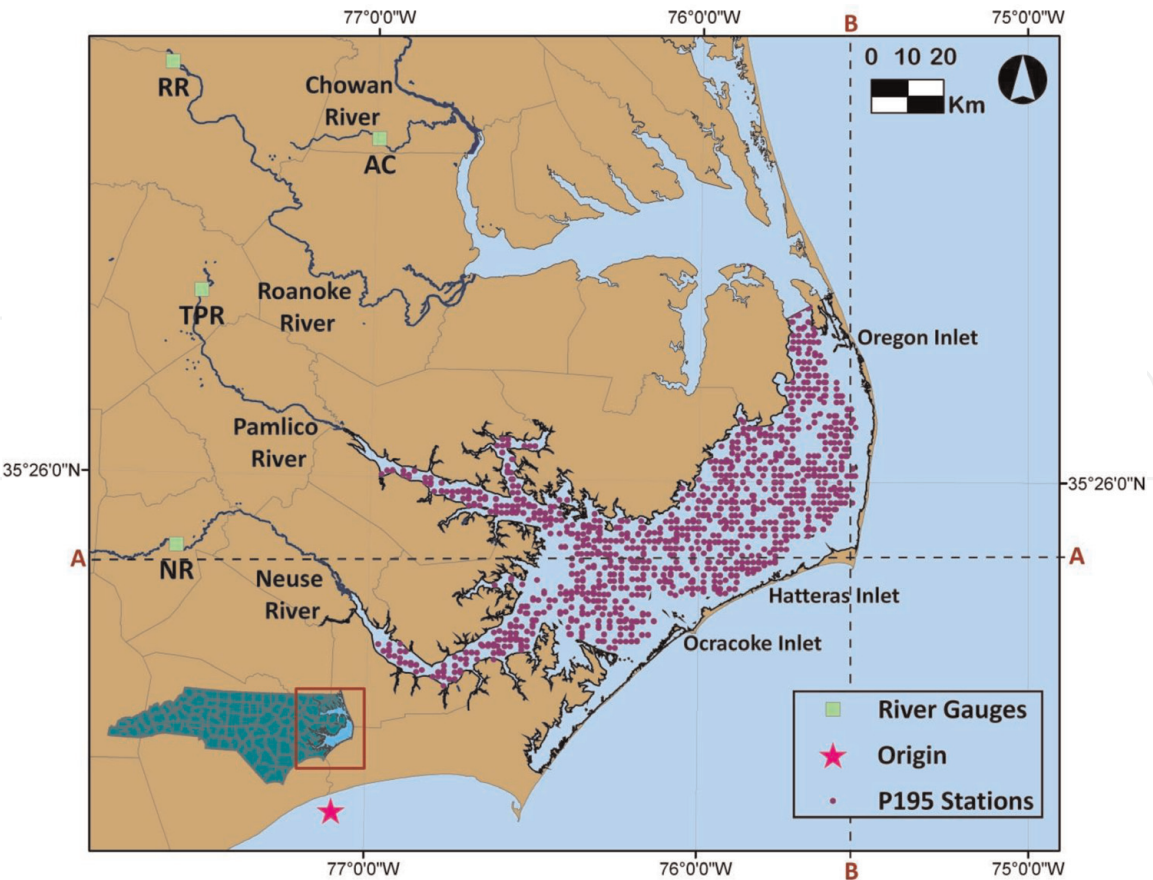 77°0'0"W
76°0'0"W
B
75°0'0"W
0 10 20
Km
RR
Chowan
River
AC
Roanoke
River
TPR
Oregon Inlet
Pamlico
River
35°26'0"N
35°26'0"N
A
A
NR
Neuse
River
Hatteras Inlet
Ocracoke Inlet
River Gauges
Origin
P195 Stations
77°0'0"W
76°0'0"W
B
75°0'0"W